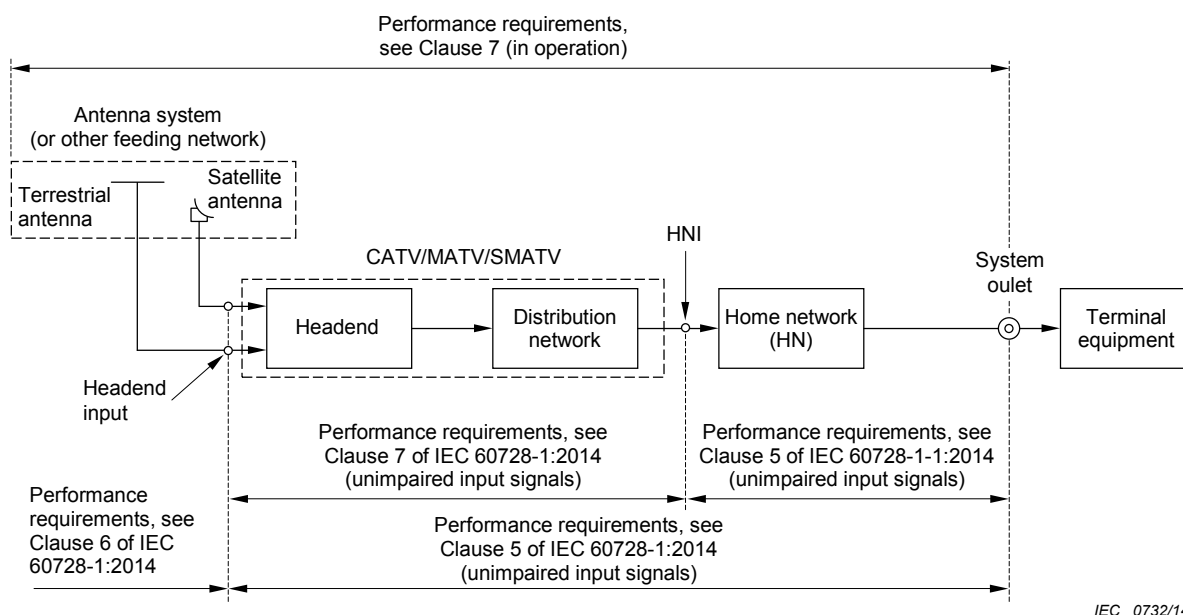 Performance requirements,
see Clause 7 (in operation)
Antenna system
(or other feeding network)
Terrestrial
antenna
Satellite
antenna
CATV/MATV/SMATV
HNI
System
oulet
Headend
Distribution
network
Home network
(HN)
Terminal
equipment
Headend
input
Performance requirements, see
Clause 7 of IEC 60728-1:2014
(unimpaired input signals)
Performance requirements, see
Clause 5 of IEC 60728-1-1:2014
(unimpaired input signals)
Performance
requirements, see
Clause 6 of IEC
60728-1:2014
Performance requirements, see
Clause 5 of IEC 60728-1:2014
(unimpaired input signals)
IEC 0732/14